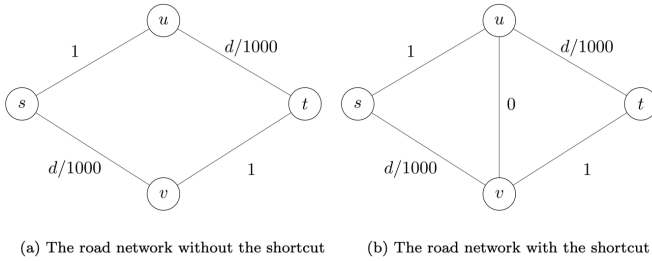 u
u
1
d/1000
1
d/1000
s
t
s
0
t
d/1000
1
d/1000
1
v
v
(a) The road network without the shortcut
(b) The road network with the shortcut